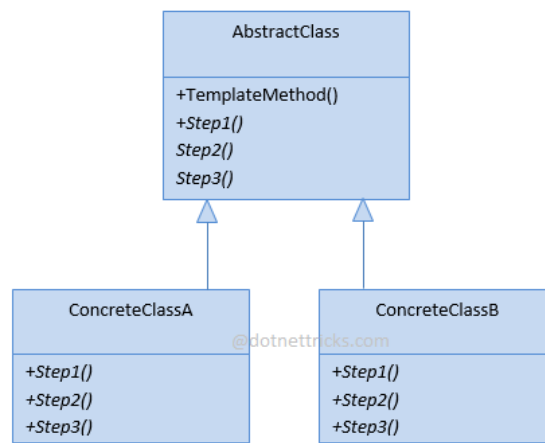 AbstractClass
+TemplateMethod()
+Step1()
Step2()
Step3()
ConcreteClassA
+Step1()
+Step2()
+Step3()
ConcreteClassB
+Step1()
+Step2()
+Step3()
@dotnettricks.com